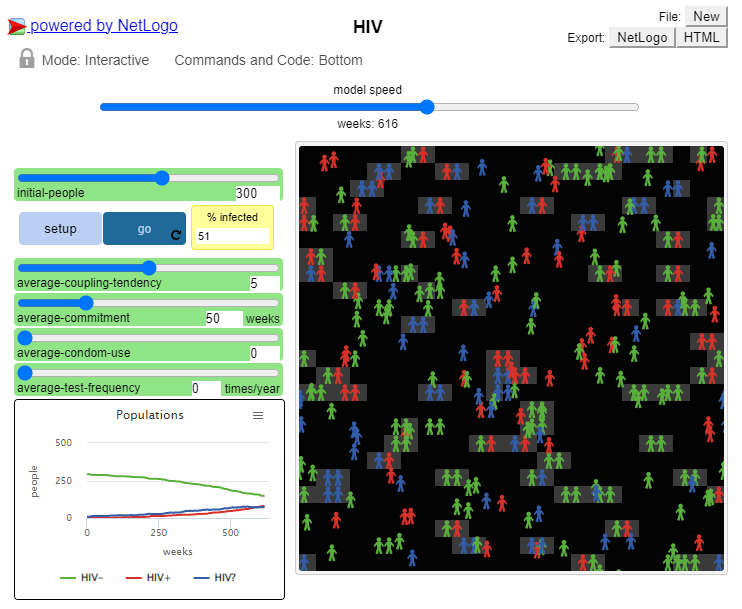 powered by NetLogo
HIV
File: New
Export: NetLogo HTML
Mode: Interactive Commands and Code: Bottom
model speed
weeks: 616
initial-people 300
setup go
% infected
51
average-coupling-tendency 5
average-commitment 50 weeks
average-condom-use 0
average-test-frequency 0 times/year
Populations
people
500
250
0
0 250 500
weeks
HIV− HIV+ HIV?